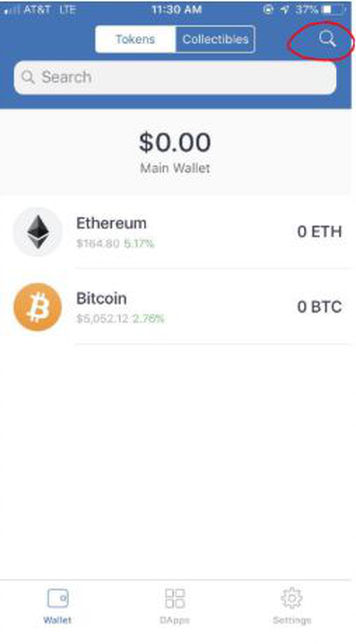 AT&T LTE 11:30 AM 37%
Tokens Collectibles
Search
$0.00
Main Wallet
Ethereum
$164.80 5.17%
0 ETH
Bitcoin
$5,052.12 2.76%
0 BTC
Wallet DApps Settings